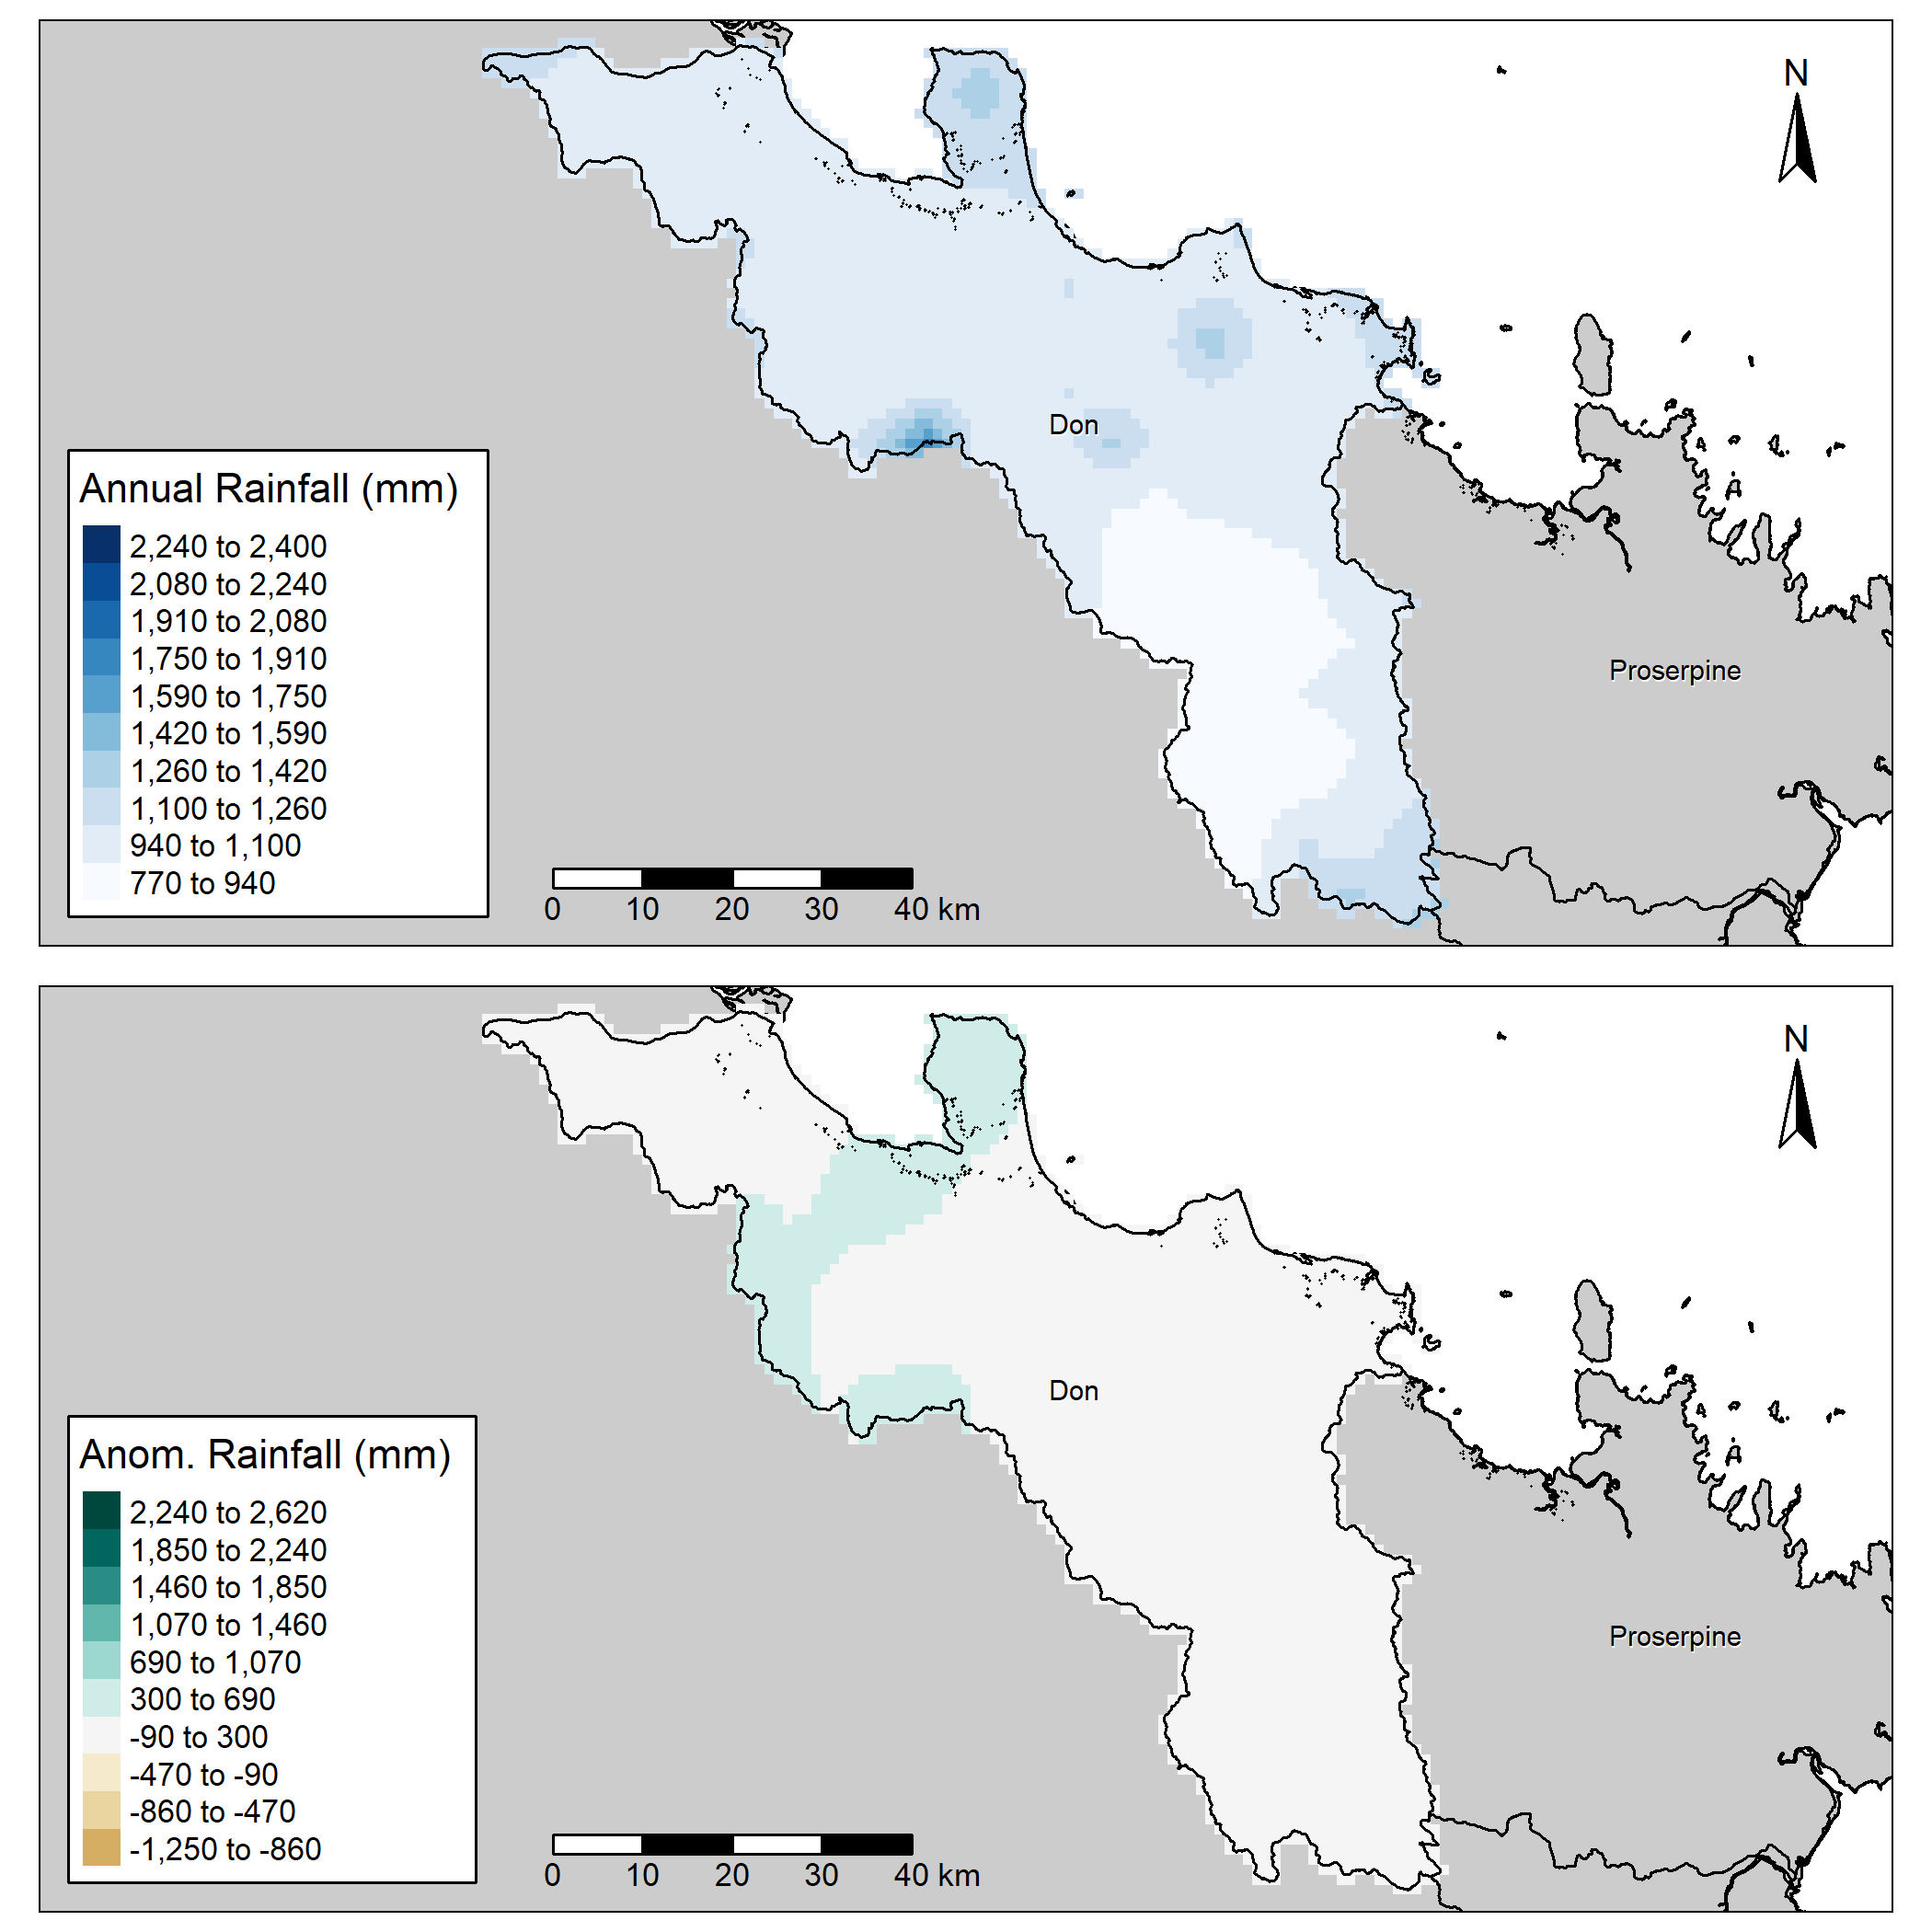 N
Don
Proserpine
Annual Rainfall (mm)
2,240 to 2,400
2,080 to 2,240
1,910 to 2,080
1,750 to 1,910
1,590 to 1,750
1,420 to 1,590
1,260 to 1,420
1,100 to 1,260
940 to 1,100
770 to 940
0 10 20 30 40 km
N
Don
Proserpine
Anom. Rainfall (mm)
2,240 to 2,620
1,850 to 2,240
1,460 to 1,850
1,070 to 1,460
690 to 1,070
300 to 690
-90 to 300
-470 to -90
-860 to -470
-1,250 to -860
0 10 20 30 40 km